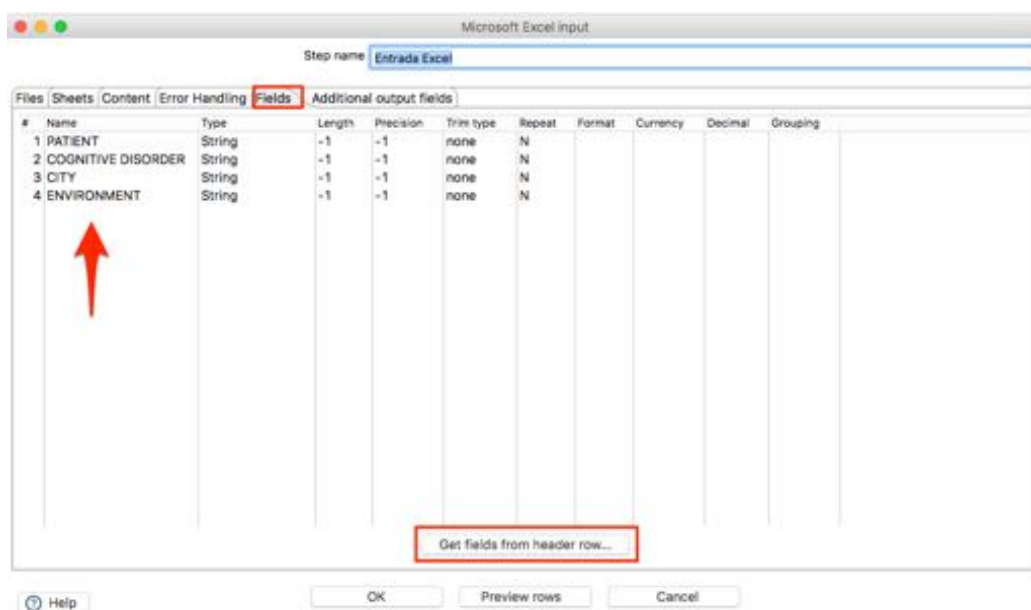 Microsoft Excel input
Step name Entrada Excel
Files Sheets Content Error Handling Fields Additional output fields
# Name Type Length Precision Trim type Repeat Format Currency Decimal Grouping
1 PATIENT String -1 -1 none N
2 COGNITIVE DISORDER String -1 -1 none N
3 CITY String -1 -1 none N
4 ENVIRONMENT String -1 -1 none N
Get fields from header row...
? Help OK Preview rows Cancel